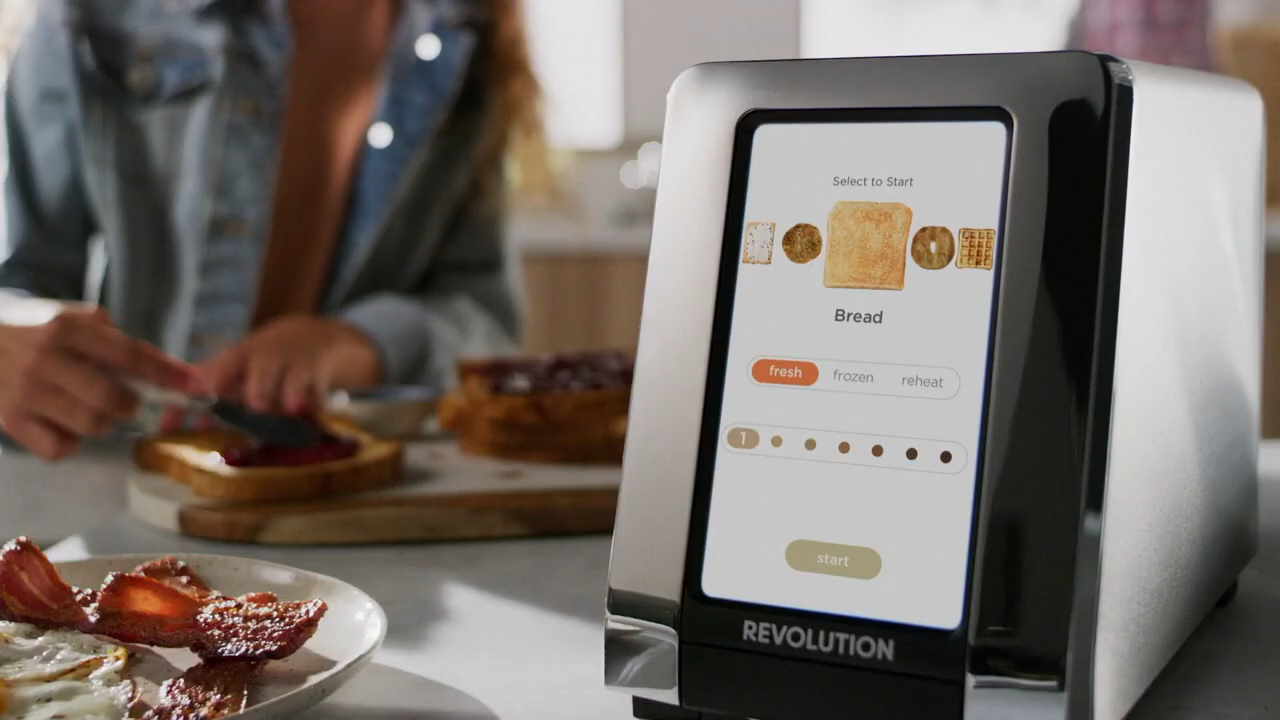 Select to Start
Bread
fresh frozen reheat
1
start
REVOLUTION